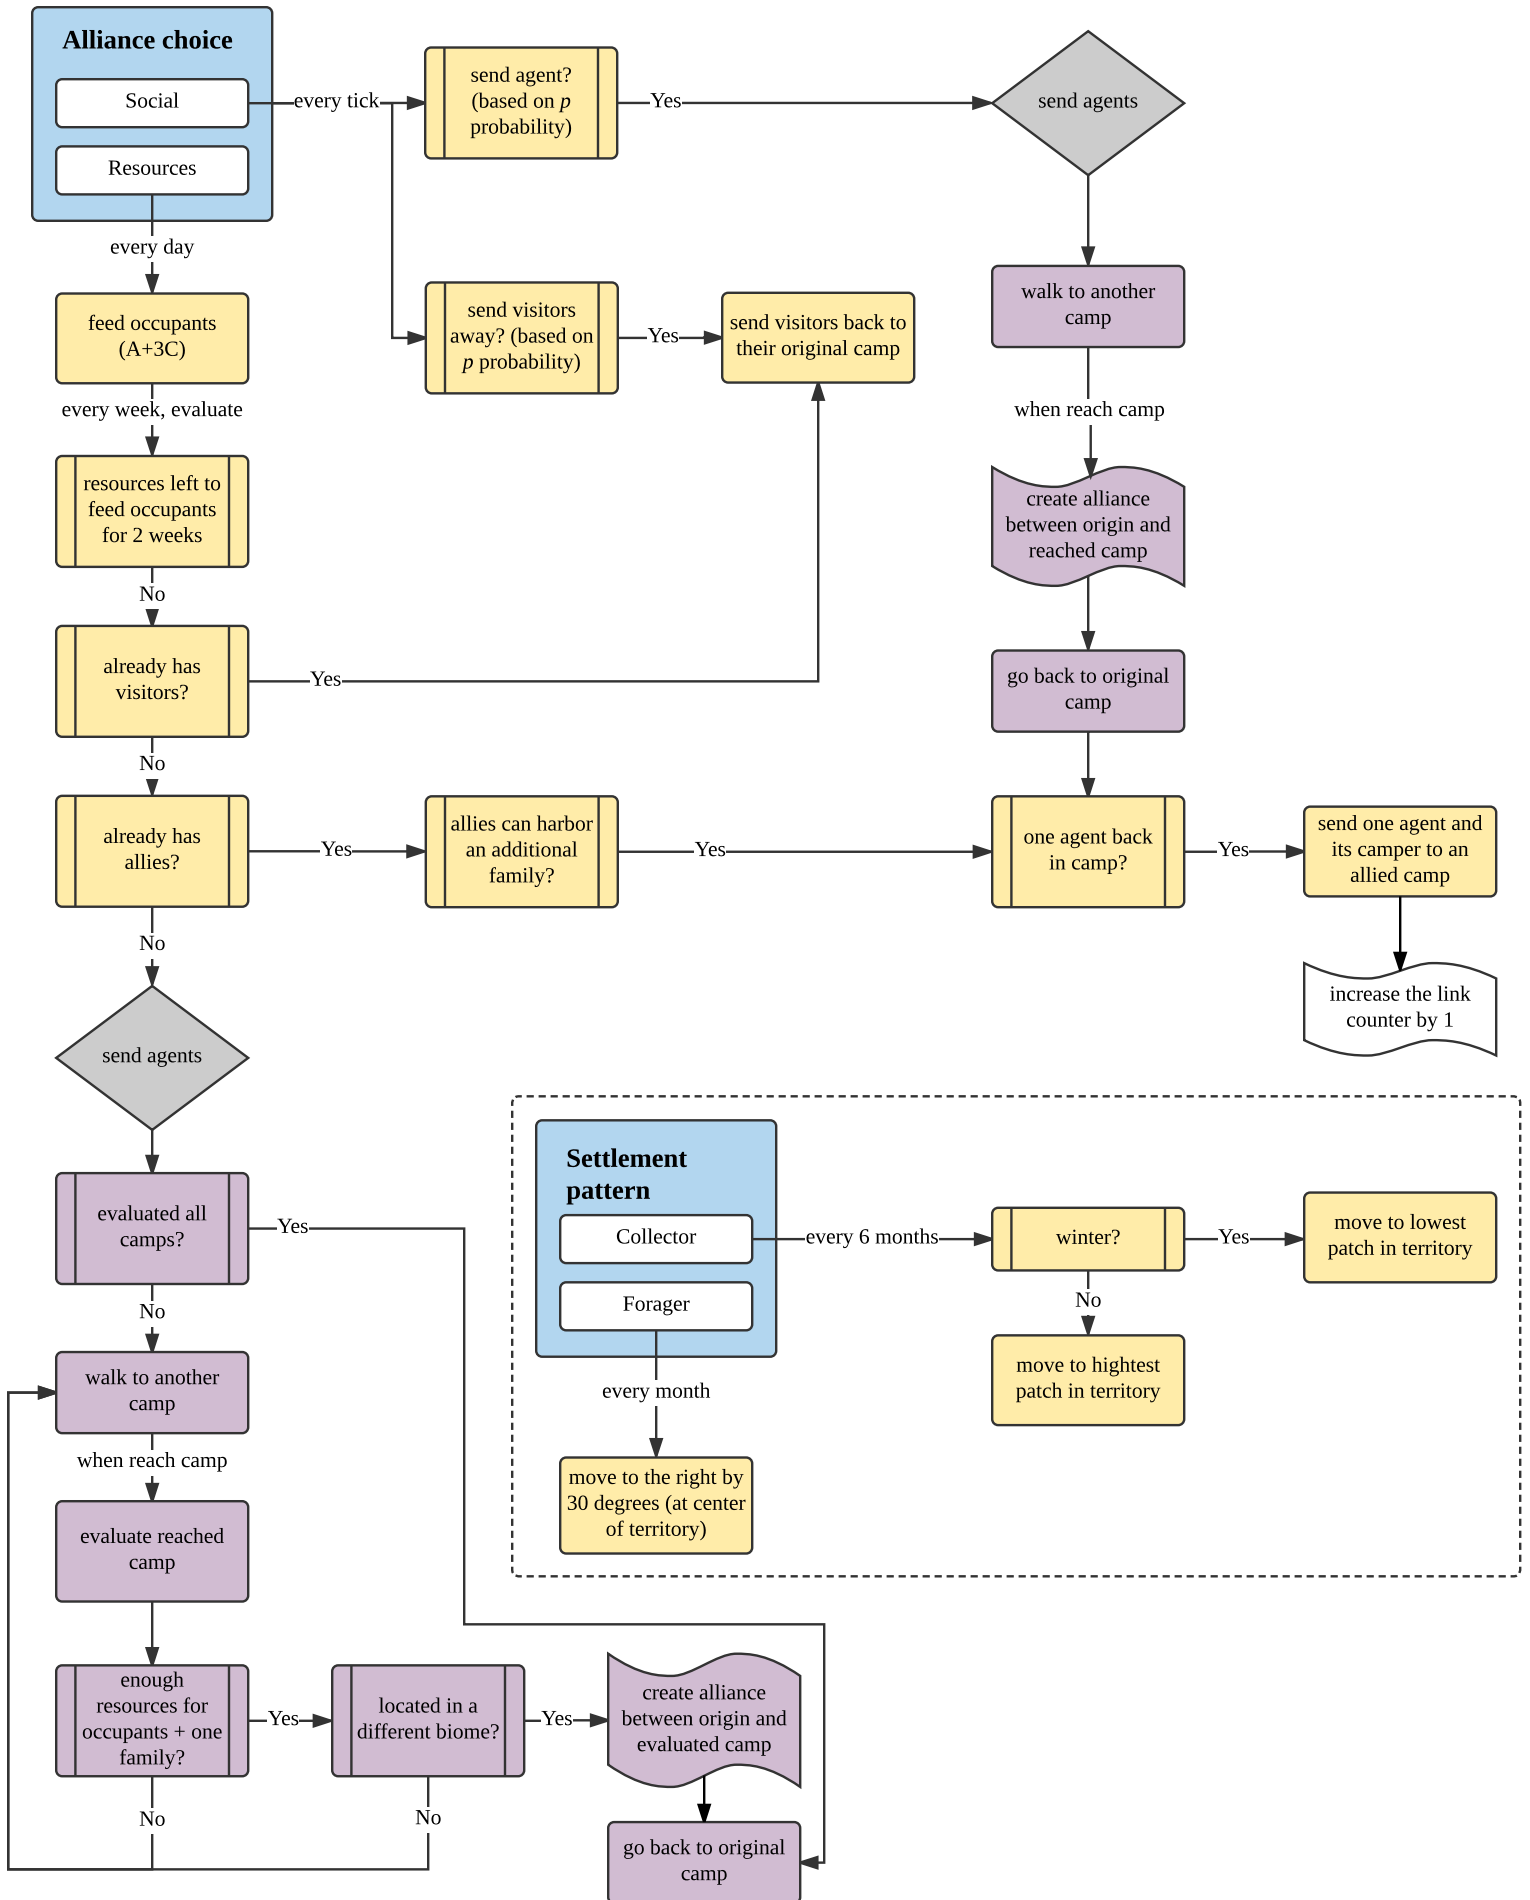 Alliance choice
Social
Resources
every tick
send agent?
(based on p
probability)
Yes
send agents
every day
feed occupants
(A+3C)
send visitors
away? (based on
p probability)
Yes
send visitors back to
their original camp
walk to another
camp
every week, evaluate
when reach camp
resources left to
feed occupants
for 2 weeks
create alliance
between origin and
reached camp
No
already has
visitors?
Yes
go back to original
camp
No
already has
allies?
Yes
allies can harbor
an additional
family?
Yes
one agent back
in camp?
Yes
send one agent and
its camper to an
allied camp
No
increase the link
counter by 1
send agents
evaluated all
camps?
Yes
No
walk to another
camp
when reach camp
evaluate reached
camp
enough
resources for
occupants + one
family?
Yes
located in a
different biome?
Yes
create alliance
between origin and
evaluated camp
No
No
go back to original
camp
Settlement
pattern
Collector
Forager
every 6 months
winter?
Yes
move to lowest
patch in territory
No
move to hightest
patch in territory
every month
move to the right by
30 degrees (at center
of territory)